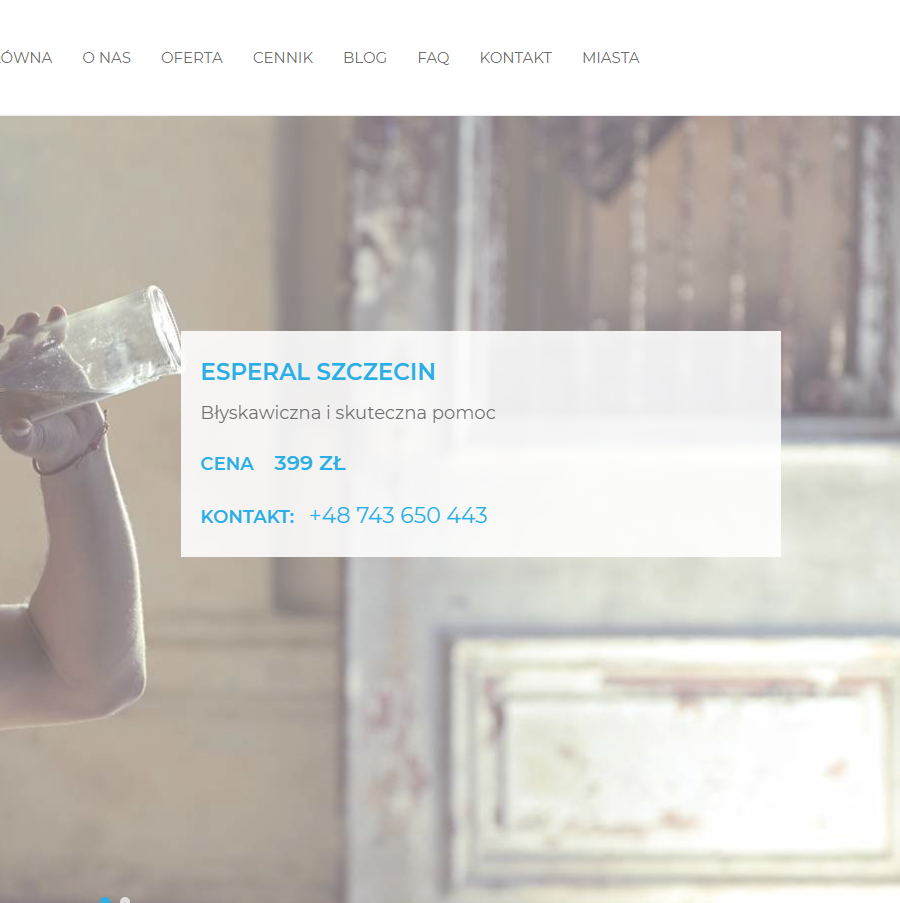 ÓWNA O NAS OFERTA CENNIK BLOG FAQ KONTAKT MIASTA
ESPERAL SZCZECIN
Błyskawiczna i skuteczna pomoc
CENA 399 ZŁ
KONTAKT: +48 743 650 443